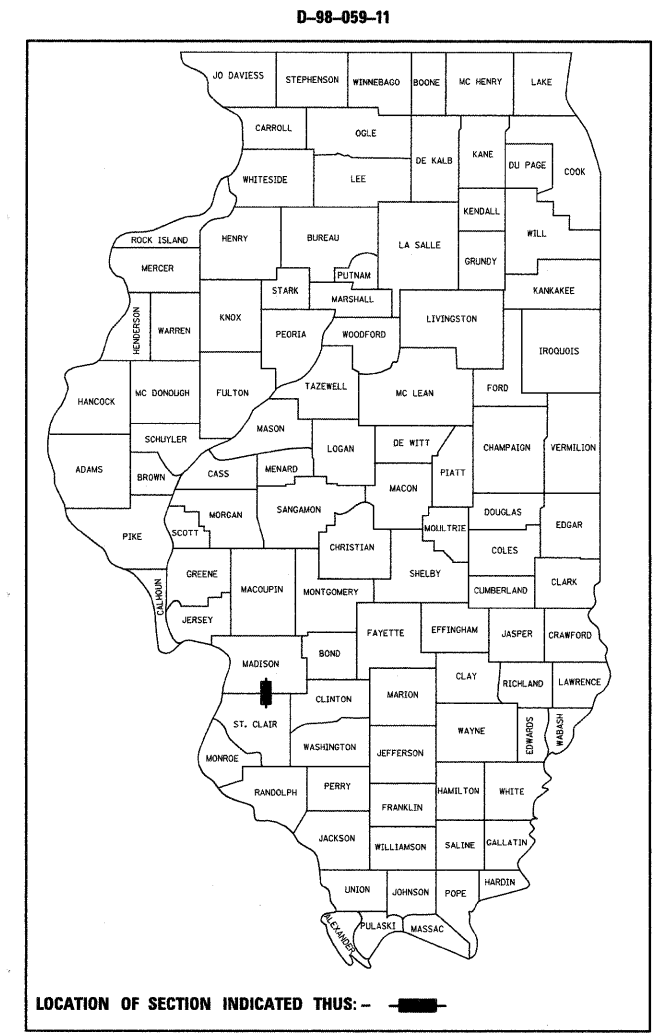 D-98-059-11
JO DAVIESS STEPHENSON WINNEBAGO BOONE MC HENRY LAKE
CARROLL OGLE DE KALB KANE DU PAGE COOK
WHITESIDE LEE KENDALL WILL
ROCK ISLAND HENRY BUREAU LA SALLE GRUNDY
MERCER PUTNAM KANKAKEE
HENDERSON WARREN KNOX STARK MARSHALL LIVINGSTON
PEORIA WOODFORD IROQUOIS
HANCOCK MC DONOUGH FULTON TAZEWELL MC LEAN FORD
SCHUYLER MASON LOGAN DE WITT CHAMPAIGN VERMILION
ADAMS BROWN CASS MENARD MACON PIATT
MORGAN SANGAMON DOUGLAS EDGAR
PIKE SCOTT CHRISTIAN MOULTRIE COLES
CALHOUN GREENE MACOUPIN MONTGOMERY SHELBY CUMBERLAND CLARK
JERSEY FAYETTE EFFINGHAM JASPER CRAWFORD
MADISON BOND CLAY RICHLAND LAWRENCE
CLINTON MARION
ST. CLAIR WAYNE EDWARDS WABASH
MONROE WASHINGTON JEFFERSON
RANDOLPH PERRY FRANKLIN HAMILTON WHITE
JACKSON WILLIAMSON SALINE GALLATIN
UNION JOHNSON POPE HARDIN
ALEXANDER PULASKI MASSAC
LOCATION OF SECTION INDICATED THUS: -